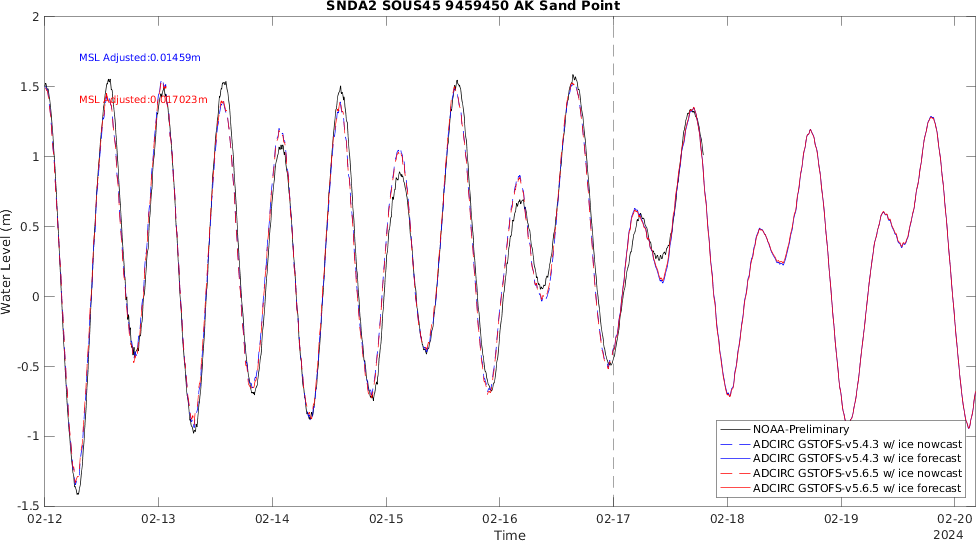 SNDA2 SOUS45 9459450 AK Sand Point
MSL Adjusted:0.01459m
MSL Adjusted:0.017023m
Water Level (m)
2
1.5
1
0.5
0
-0.5
-1
-1.5
NOAA-Preliminary
ADCIRC GSTOFS-v5.4.3 w/ ice nowcast
ADCIRC GSTOFS-v5.4.3 w/ ice forecast
ADCIRC GSTOFS-v5.6.5 w/ ice nowcast
ADCIRC GSTOFS-v5.6.5 w/ ice forecast
02-12 02-13 02-14 02-15 02-16 02-17 02-18 02-19 02-20
Time
2024